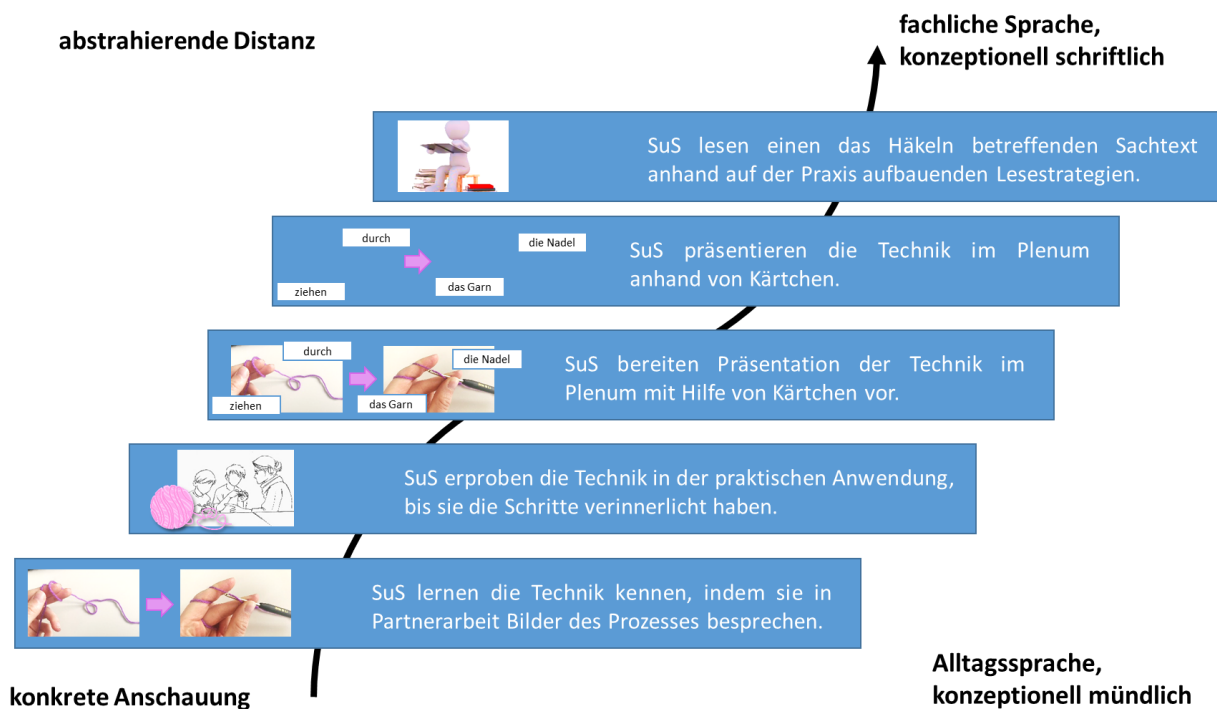 abstrahierende Distanz
fachliche Sprache,
konzeptionell schriftlich
SuS lesen einen das Häkeln betreffenden Sachtext
anhand auf der Praxis aufbauenden Lesestrategien.
durch
die Nadel
ziehen
das Garn
SuS präsentieren die Technik im Plenum
anhand von Kärtchen.
durch
die Nadel
ziehen
das Garn
SuS bereiten Präsentation der Technik im
Plenum mit Hilfe von Kärtchen vor.
SuS erproben die Technik in der praktischen Anwendung,
bis sie die Schritte verinnerlicht haben.
SuS lernen die Technik kennen, indem sie in
Partnerarbeit Bilder des Prozesses besprechen.
konkrete Anschauung
Alltagssprache,
konzeptionell mündlich